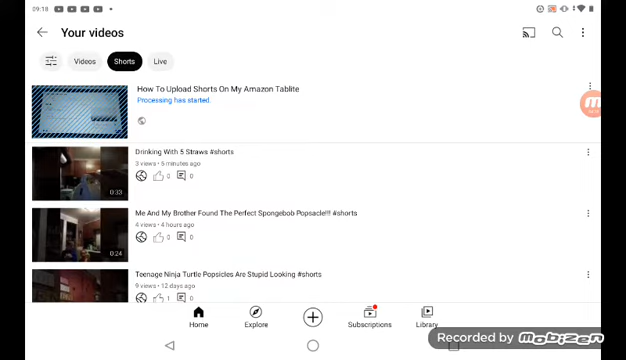 09:18
Your videos
Videos
Shorts
Live
How To Upload Shorts On My Amazon Tablite
Processing has started.
Drinking With 5 Straws #shorts
3 views • 5 minutes ago
0 0
0:33
Me And My Brother Found The Perfect Spongebob Popsacle!!! #shorts
4 views • 4 hours ago
0 0
0:24
Teenage Ninja Turtle Popsicles Are Stupid Looking #shorts
9 views • 12 days ago
1 0
Home
Explore
Subscriptions
Library
Recorded by Mobizen